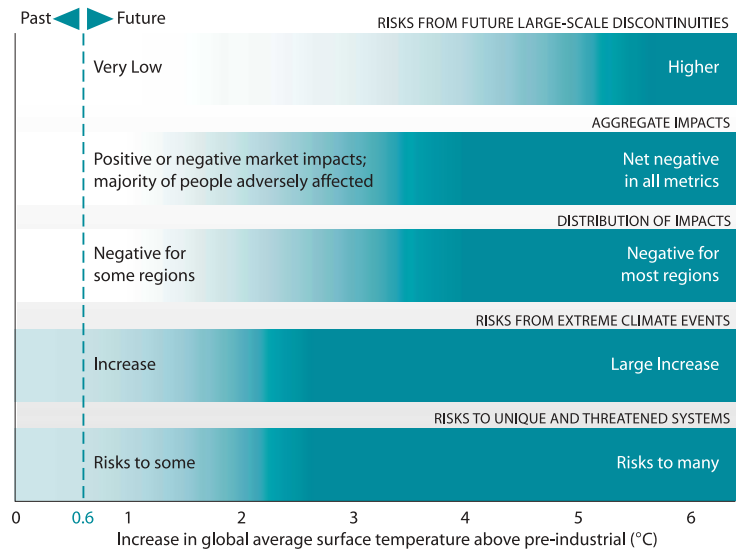 Past Future
RISKS FROM FUTURE LARGE-SCALE DISCONTINUITIES
Very Low
Higher
AGGREGATE IMPACTS
Positive or negative market impacts;
majority of people adversely affected
Net negative
in all metrics
DISTRIBUTION OF IMPACTS
Negative for
some regions
Negative for
most regions
RISKS FROM EXTREME CLIMATE EVENTS
Increase
Large Increase
RISKS TO UNIQUE AND THREATENED SYSTEMS
Risks to some
Risks to many
0 0.6 1 2 3 4 5 6
Increase in global average surface temperature above pre-industrial (°C)